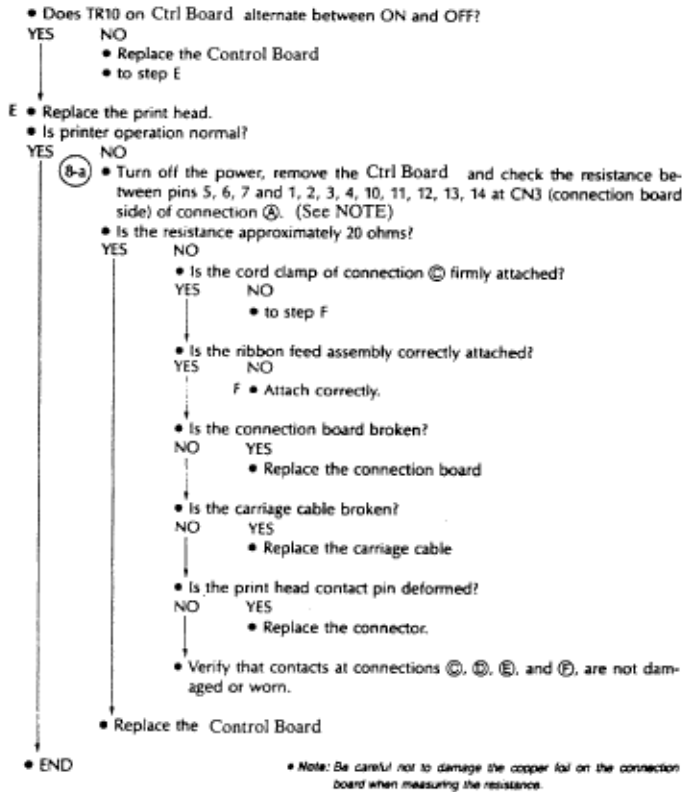 • Does TR10 on Ctrl Board alternate between ON and OFF?
YES NO
• Replace the Control Board
• to step E
E • Replace the print head.
• Is printer operation normal?
YES NO
8-a • Turn off the power, remove the Ctrl Board and check the resistance be-
tween pins 5, 6, 7 and 1, 2, 3, 4, 10, 11, 12, 13, 14 at CN3 (connection board
side) of connection Ⓐ. (See NOTE)
• Is the resistance approximately 20 ohms?
YES NO
• Is the cord clamp of connection Ⓒ firmly attached?
YES NO
• to step F
• Is the ribbon feed assembly correctly attached?
YES NO
F • Attach correctly.
• Is the connection board broken?
NO YES
• Replace the connection board
• Is the carriage cable broken?
NO YES
• Replace the carriage cable
• Is the print head contact pin deformed?
NO YES
• Replace the connector.
• Verify that contacts at connections Ⓒ, Ⓓ, Ⓔ, and Ⓕ, are not dam-
aged or worn.
• Replace the Control Board
• END
• Note: Be careful not to damage the copper foil on the connection
board when measuring the resistance.